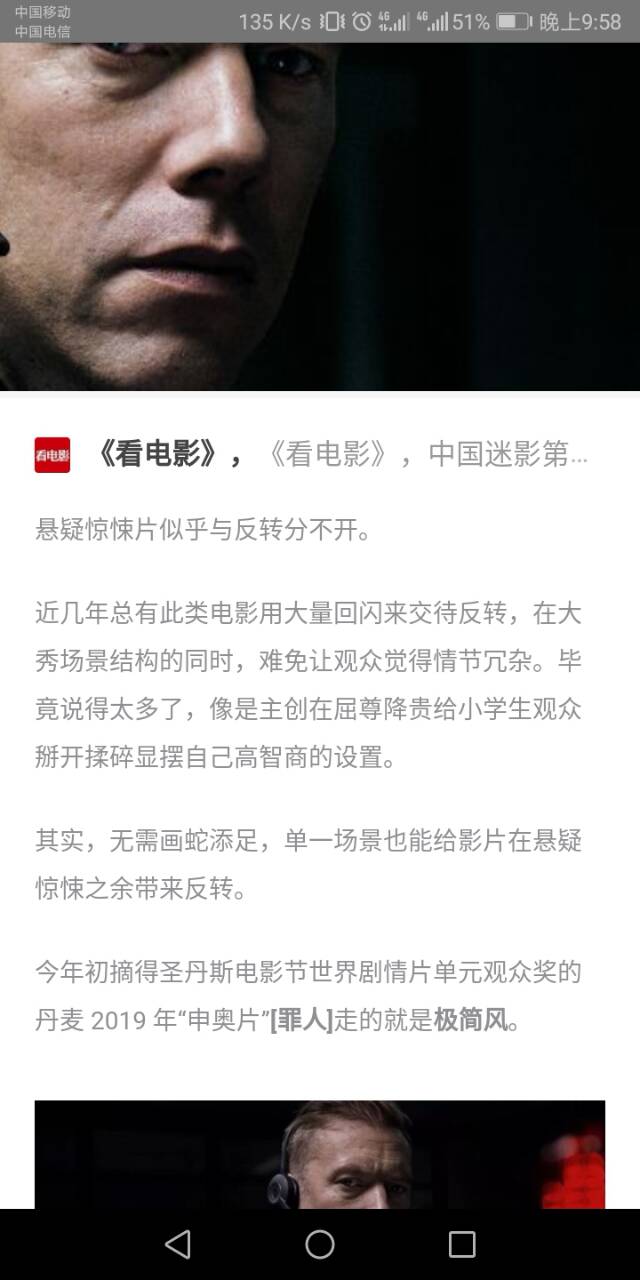 中国移动
中国电信
135 K/s 4G 4G 51% 晚上9:58
看电影 《看电影》，《看电影》，中国迷影第...
悬疑惊悚片似乎与反转分不开。
近几年总有此类电影用大量回闪来交待反转，在大
秀场景结构的同时，难免让观众觉得情节冗杂。毕
竟说得太多了，像是主创在屈尊降贵给小学生观众
掰开揉碎显摆自己高智商的设置。
其实，无需画蛇添足，单一场景也能给影片在悬疑
惊悚之余带来反转。
今年初摘得圣丹斯电影节世界剧情片单元观众奖的
丹麦 2019 年“申奥片”[罪人]走的就是极简风。